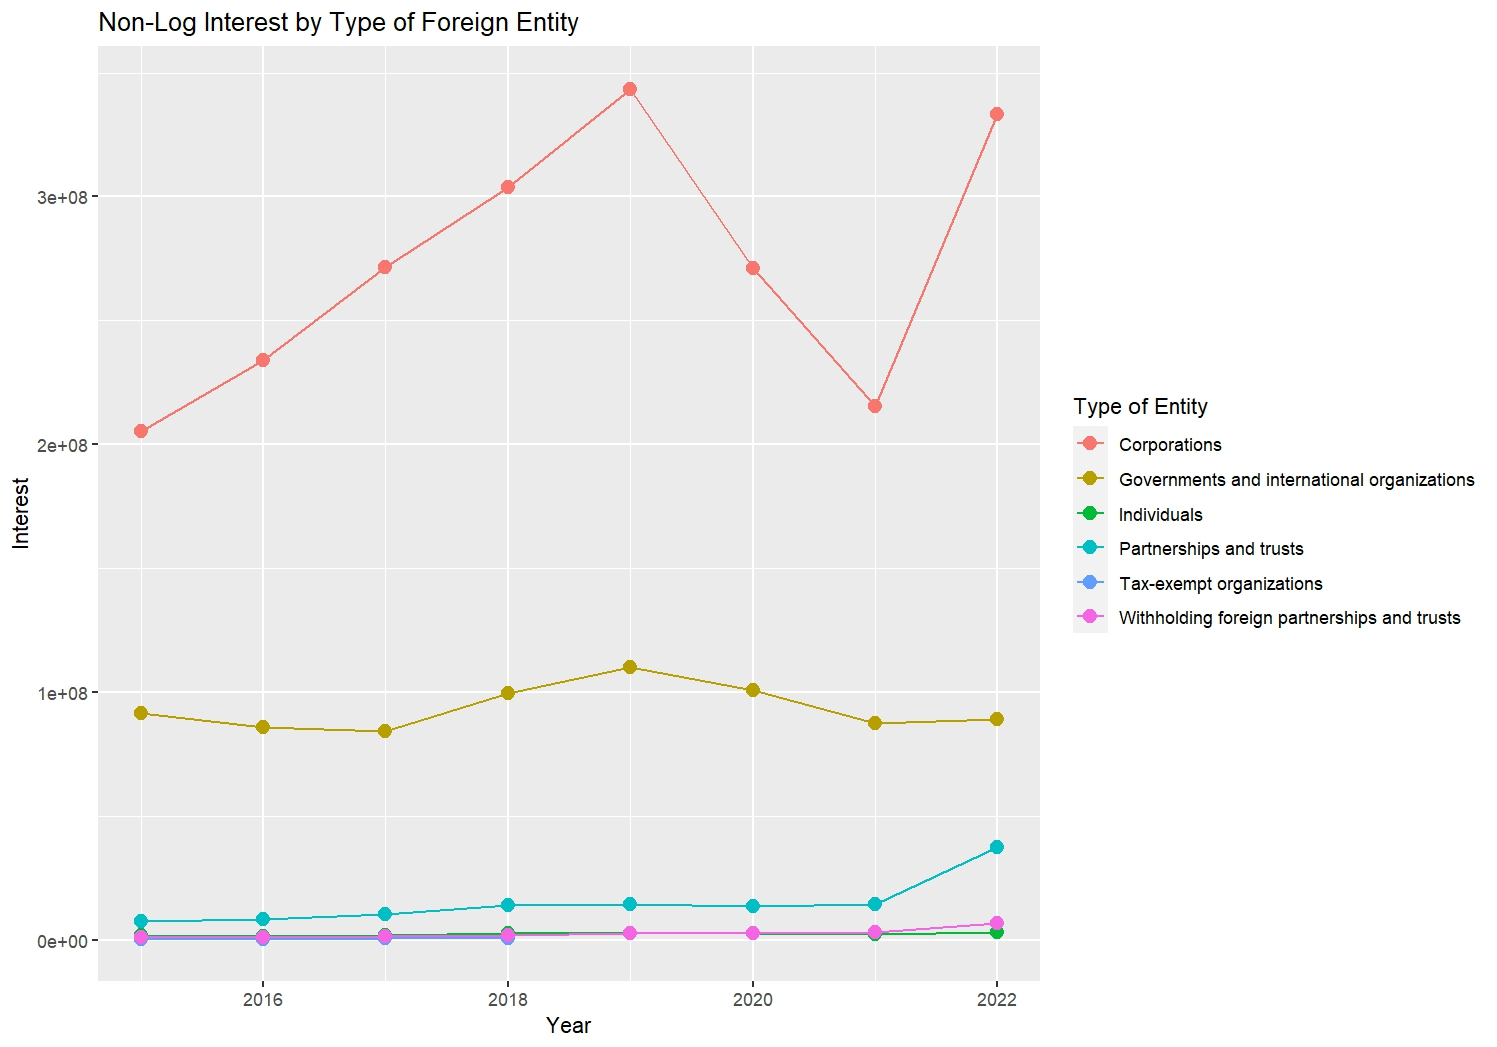 Non-Log Interest by Type of Foreign Entity
3e+08
2e+08
1e+08
0e+00
Interest
2016
2018
2020
2022
Year
Type of Entity
Corporations
Governments and international organizations
Individuals
Partnerships and trusts
Tax-exempt organizations
Withholding foreign partnerships and trusts